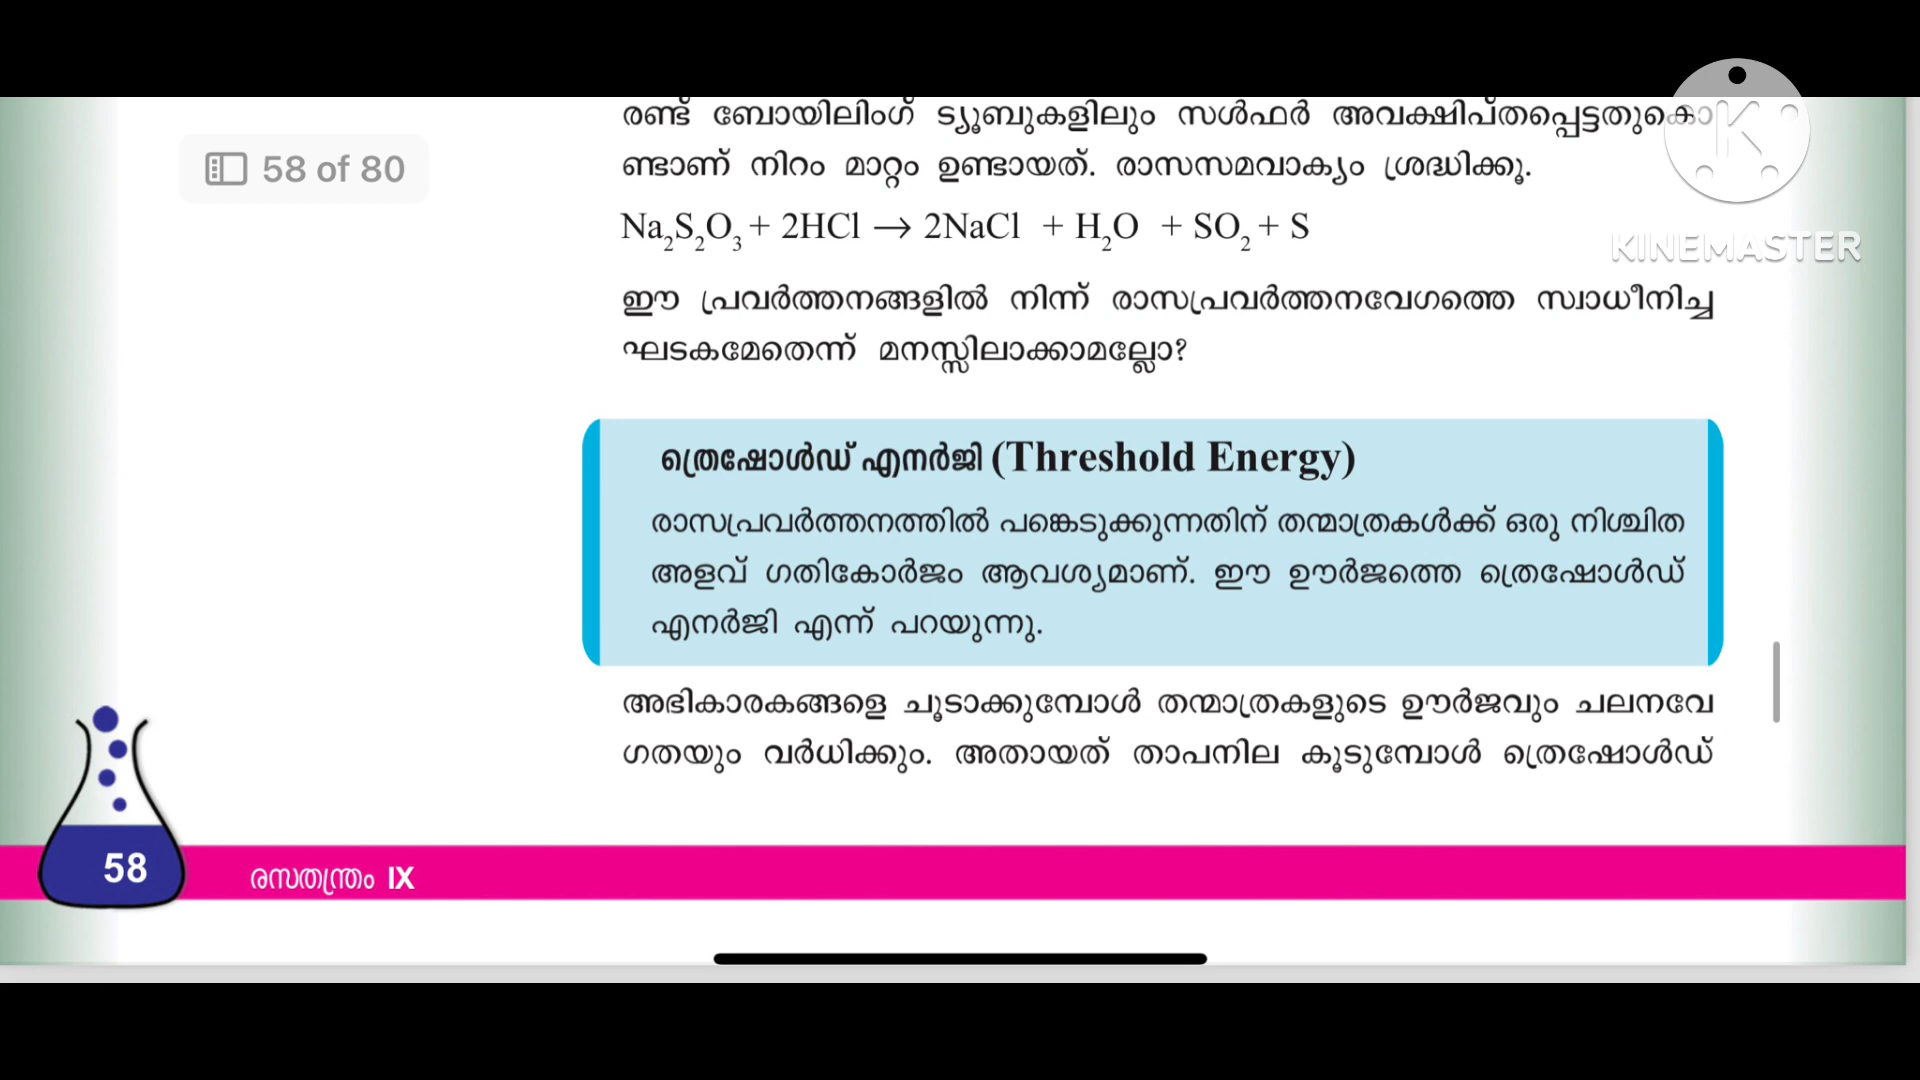 രണ്ട് ബോയിലിംഗ് ട്യൂബുകളിലും സൾഫർ അവക്ഷിപ്തപ്പെട്ടതുകൊ
58 of 80
ണ്ടാണ് നിറം മാറ്റം ഉണ്ടായത്. രാസസമവാക്യം ശ്രദ്ധിക്കൂ.
Na₂S₂O₃ + 2HCl → 2NaCl + H₂O + SO₂ + S
KINEMASTER
ഈ പ്രവർത്തനങ്ങളിൽ നിന്ന് രാസപ്രവർത്തനവേഗത്തെ സ്വാധീനിച്ച
ഘടകമേതെന്ന് മനസ്സിലാക്കാമല്ലോ?
ത്രെഷോൾഡ് എനർജി (Threshold Energy)
രാസപ്രവർത്തനത്തിൽ പങ്കെടുക്കുന്നതിന് തന്മാത്രകൾക്ക് ഒരു നിശ്ചിത
അളവ് ഗതികോർജം ആവശ്യമാണ്. ഈ ഊർജത്തെ ത്രെഷോൾഡ്
എനർജി എന്ന് പറയുന്നു.
അഭികാരകങ്ങളെ ചൂടാക്കുമ്പോൾ തന്മാത്രകളുടെ ഊർജവും ചലനവേ
ഗതയും വർധിക്കും. അതായത് താപനില കൂടുമ്പോൾ ത്രെഷോൾഡ്
58
രസതന്ത്രം IX